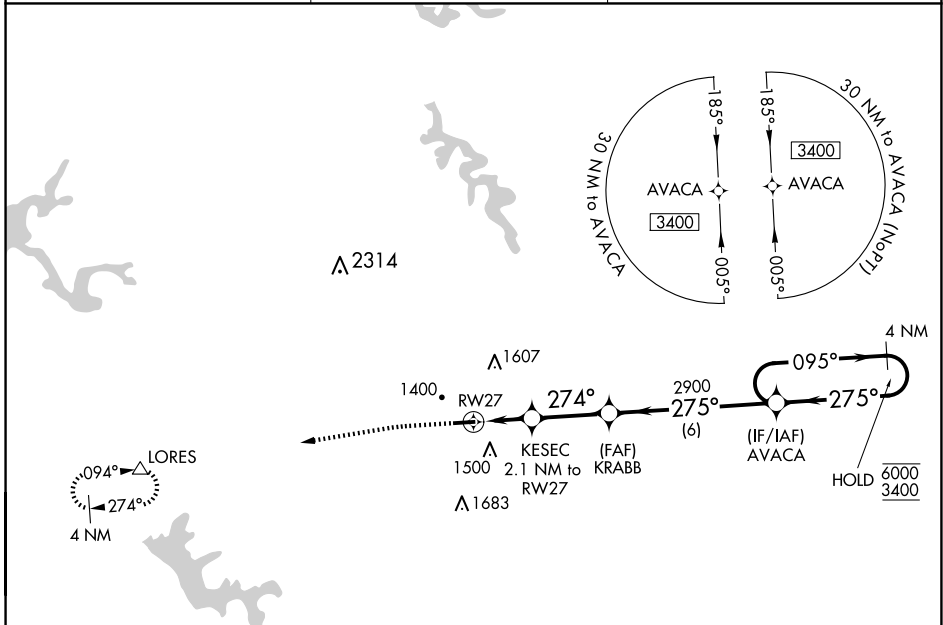 30 NM to AVACA
185°
AVACA
3400
005°
30 NM to AVACA (NoPT)
185°
3400
AVACA
005°
2314
4 NM
1607
095°
1400
RW27
274°
2900
275°
(6)
275°
KESEC
2.1 NM to
RW27
(FAF)
KRABB
(IF/IAF)
AVACA
HOLD
6000
3400
1500
1683
LORES
094°
274°
4 NM